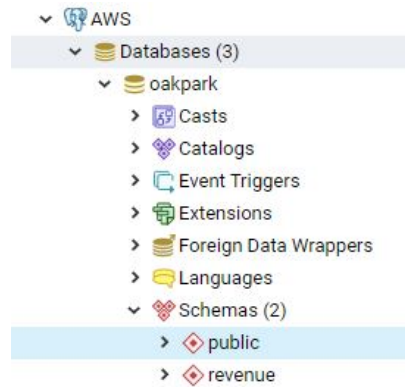 AWS
Databases (3)
oakpark
Casts
Catalogs
Event Triggers
Extensions
Foreign Data Wrappers
Languages
Schemas (2)
public
revenue